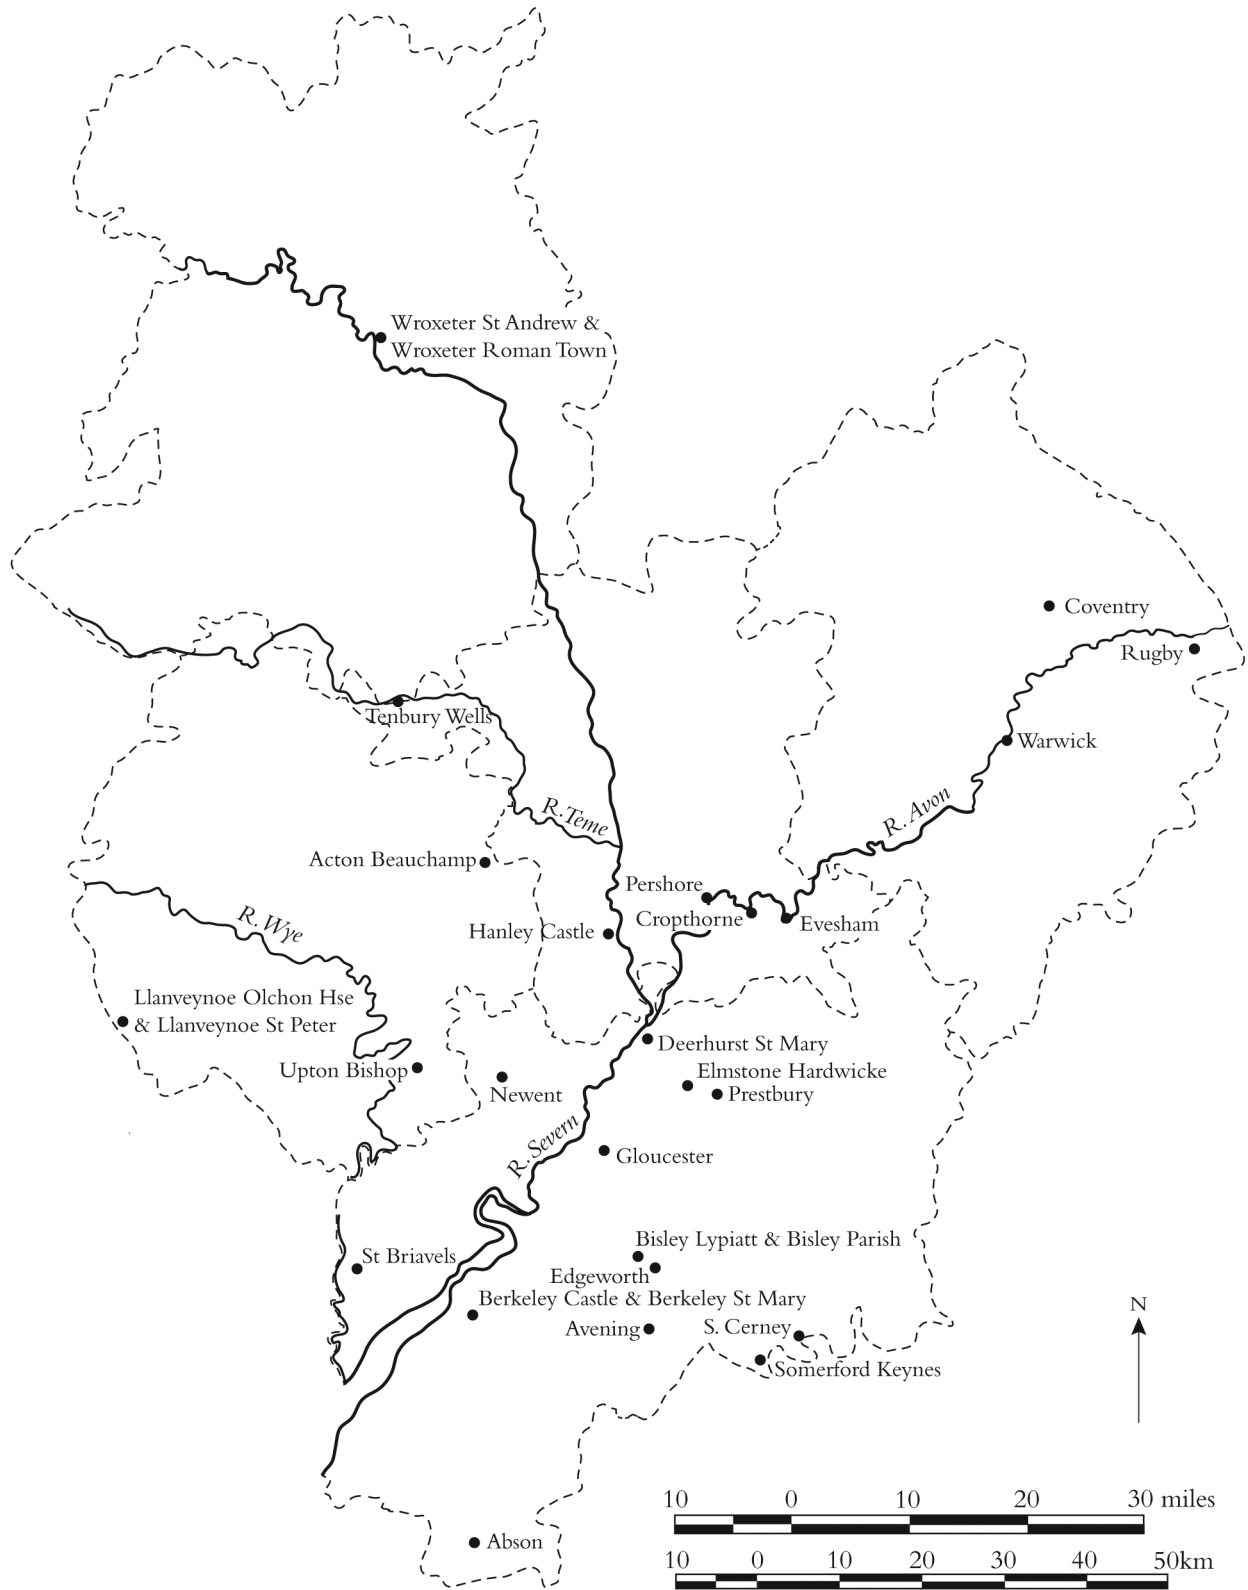 Wroxeter St Andrew &
Wroxeter Roman Town
Coventry
Rugby
Tenbury Wells
Warwick
R. Teme
R. Avon
Acton Beauchamp
Pershore
Cropthorne
Evesham
R. Wye
Hanley Castle
Llanveynoe Olchon Hse
& Llanveynoe St Peter
Deerhurst St Mary
Upton Bishop
Elmstone Hardwicke
Newent
Prestbury
R. Severn
Gloucester
Bisley Lypiatt & Bisley Parish
St Briavels
Edgeworth
Berkeley Castle & Berkeley St Mary
Avening
S. Cerney
N
Somerford Keynes
10 0 10 20 30 miles
Abson
10 0 10 20 30 40 50km